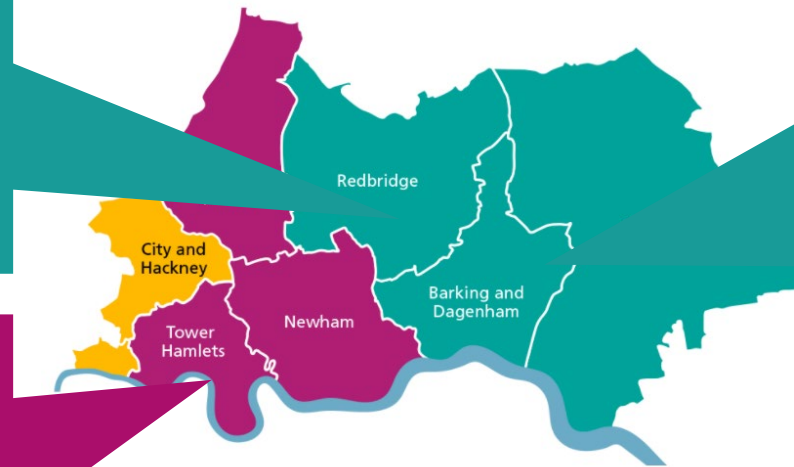 Redbridge
City and
Hackney
Barking and
Dagenham
Newham
Tower
Hamlets